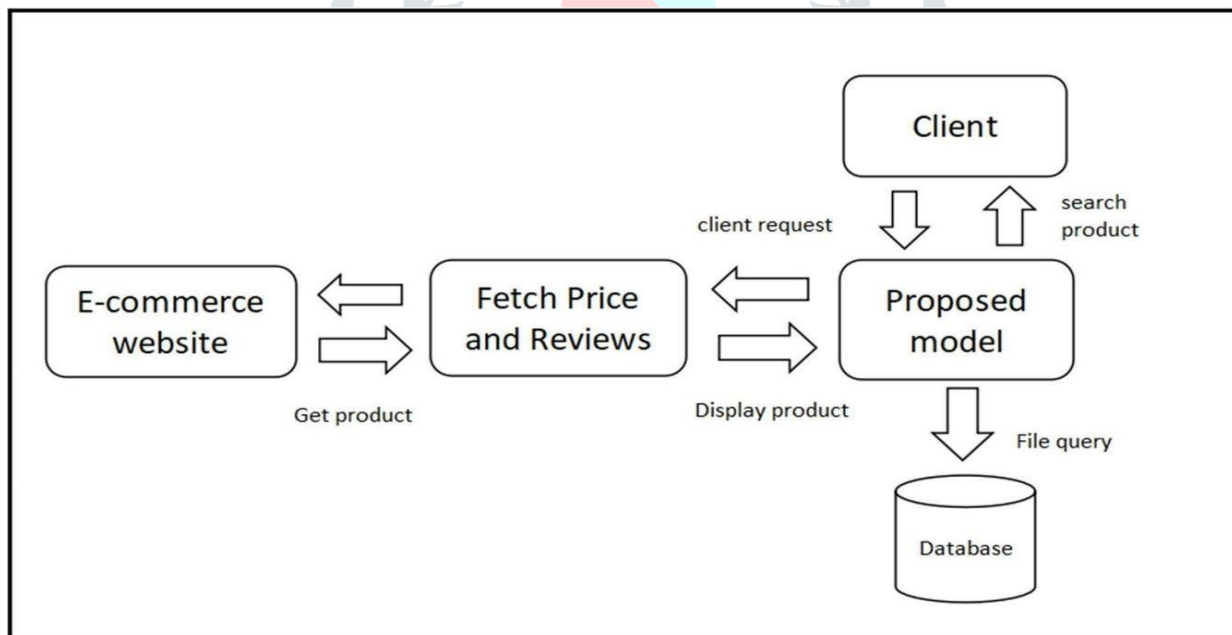 Client
client request
search
product
E-commerce
website
Fetch Price
and Reviews
Proposed
model
Get product
Display product
File query
Database